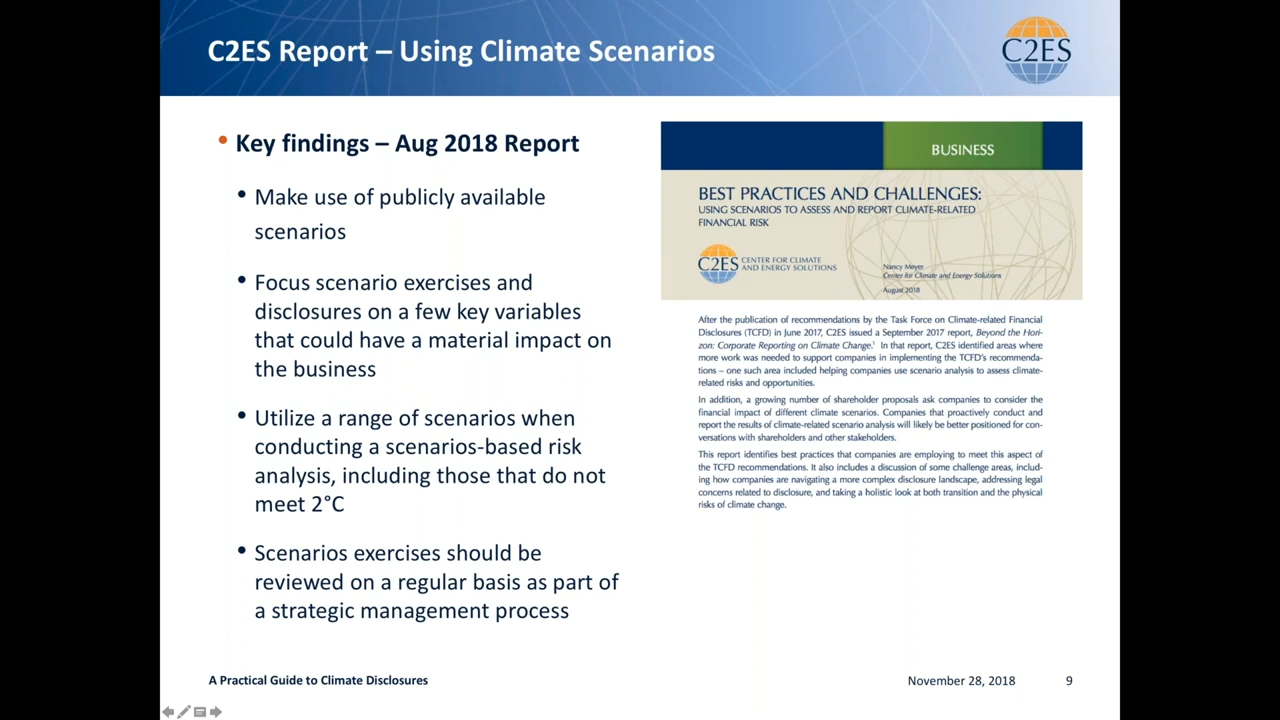 C2ES Report – Using Climate Scenarios
C2ES
• Key findings – Aug 2018 Report
• Make use of publicly available
scenarios
• Focus scenario exercises and
disclosures on a few key variables
that could have a material impact on
the business
• Utilize a range of scenarios when
conducting a scenarios-based risk
analysis, including those that do not
meet 2°C
• Scenarios exercises should be
reviewed on a regular basis as part of
a strategic management process
BUSINESS
BEST PRACTICES AND CHALLENGES:
USING SCENARIOS TO ASSESS AND REPORT CLIMATE-RELATED
FINANCIAL RISK
C2ES
CENTER FOR CLIMATE
AND ENERGY SOLUTIONS
Nancy Meyer
Center for Climate and Energy Solutions
August 2018
After the publication of recommendations by the Task Force on Climate-related Financial
Disclosures (TCFD) in June 2017, C2ES issued a September 2017 report, Beyond the Hori-
zon: Corporate Reporting on Climate Change.¹ In that report, C2ES identified areas where
more work was needed to support companies in implementing the TCFD's recommenda-
tions – one such area included helping companies use scenario analysis to assess climate-
related risks and opportunities.
In addition, a growing number of shareholder proposals ask companies to consider the
financial impact of different climate scenarios. Companies that proactively conduct and
report the results of climate-related scenario analysis will likely be better positioned for con-
versations with shareholders and other stakeholders.
This report identifies best practices that companies are employing to meet this aspect of
the TCFD recommendations. It also includes a discussion of some challenge areas, includ-
ing how companies are navigating a more complex disclosure landscape, addressing legal
concerns related to disclosure, and taking a holistic look at both transition and the physical
risks of climate change.
A Practical Guide to Climate Disclosures
November 28, 2018
9